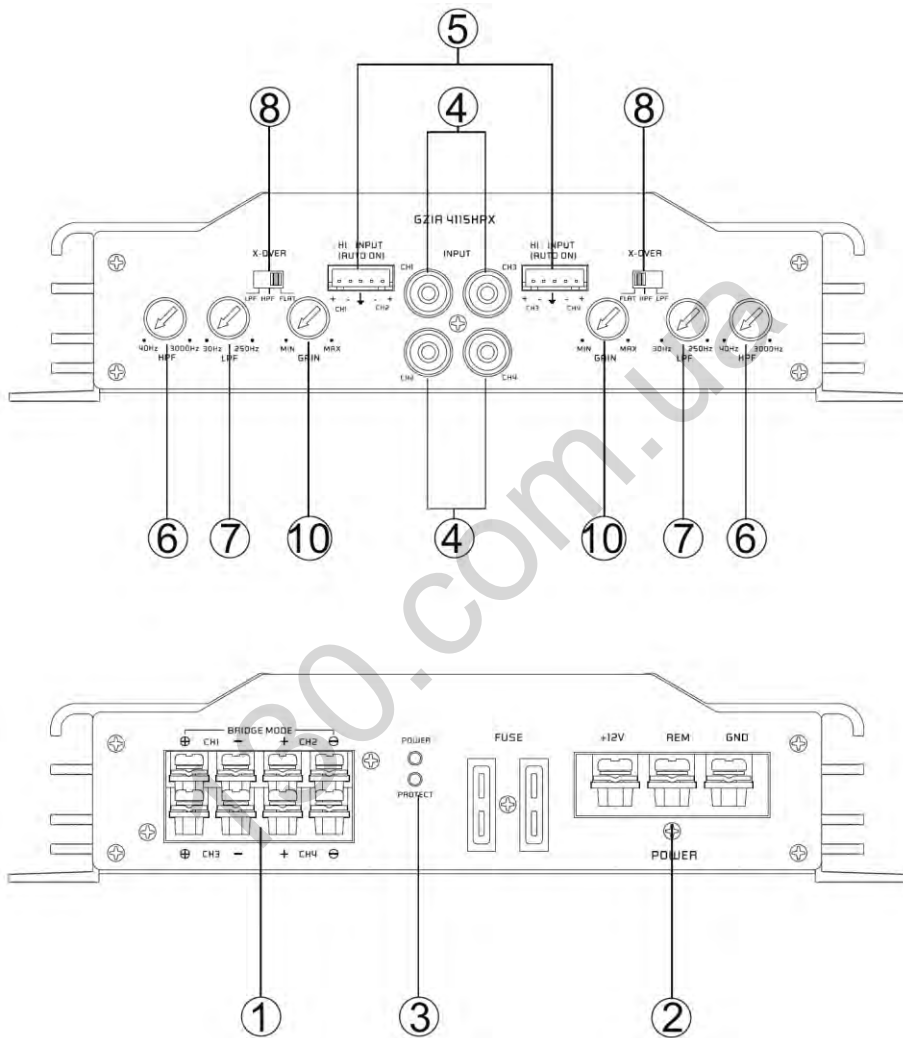 5
4
8
8
GZIA 4115HPX
X-OVER
HI INPUT
(AUTO ON)
INPUT
HI INPUT
(AUTO ON)
X-OVER
CH1
CH3
LPF HPF FLAT
+ - - +
CH1 CH2
+ - - +
CH3 CH4
FLAT HPF LPF
40Hz 3000Hz
HPF
30Hz 250Hz
LPF
MIN MAX
GAIN
CH2
CH4
MIN MAX
GAIN
30Hz 250Hz
LPF
40Hz 3000Hz
HPF
6
7
10
4
10
7
6
130.com.ua
BRIDGE MODE
⊕ CH1 - + CH2 ⊖
POWER
PROTECT
FUSE
+12V REM GND
⊕ CH3 - + CH4 ⊖
POWER
1
3
2